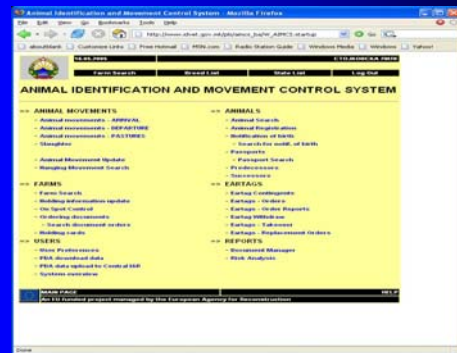 Animal Identification and Movement Control System - Mozilla Firefox
File Edit View Go Bookmarks Tools Help
Go
about:blank Customize Links Free Hotmail MSN.com Radio Station Guide Windows Media Windows Yahoo!
Farm Search Breed List State List Log Out
ANIMAL IDENTIFICATION AND MOVEMENT CONTROL SYSTEM
>> ANIMAL MOVEMENTS
- Animal movements - ARRIVAL
- Animal movements - DEPARTURE
- Animal movements - PASTURES
- Slaughter
- Animal Movement Update
- Hanging Movement Search
>> FARMS
- Farm Search
- Holding information update
- On Spot Control
- Ordering documents
- Search document orders
- Holding cards
>> USERS
- User Preferences
- PDA download data
- PDA data upload to Central HiP
- System overview
>> ANIMALS
- Animal Search
- Animal Registration
- Notification of birth
- Search for notif. of birth
- Passports
- Passport Search
- Predecessors
- Successors
>> EARTAGS
- Eartag Contingents
- Eartags - Orders
- Eartags - Order Reports
- Eartag Withdraw
- Eartags - Takeover
- Eartags - Replacement Orders
>> REPORTS
- Document Manager
- Risk Analysis
MAIN PAGE HELP
An EU funded project managed by the European Agency for Reconstruction
Done